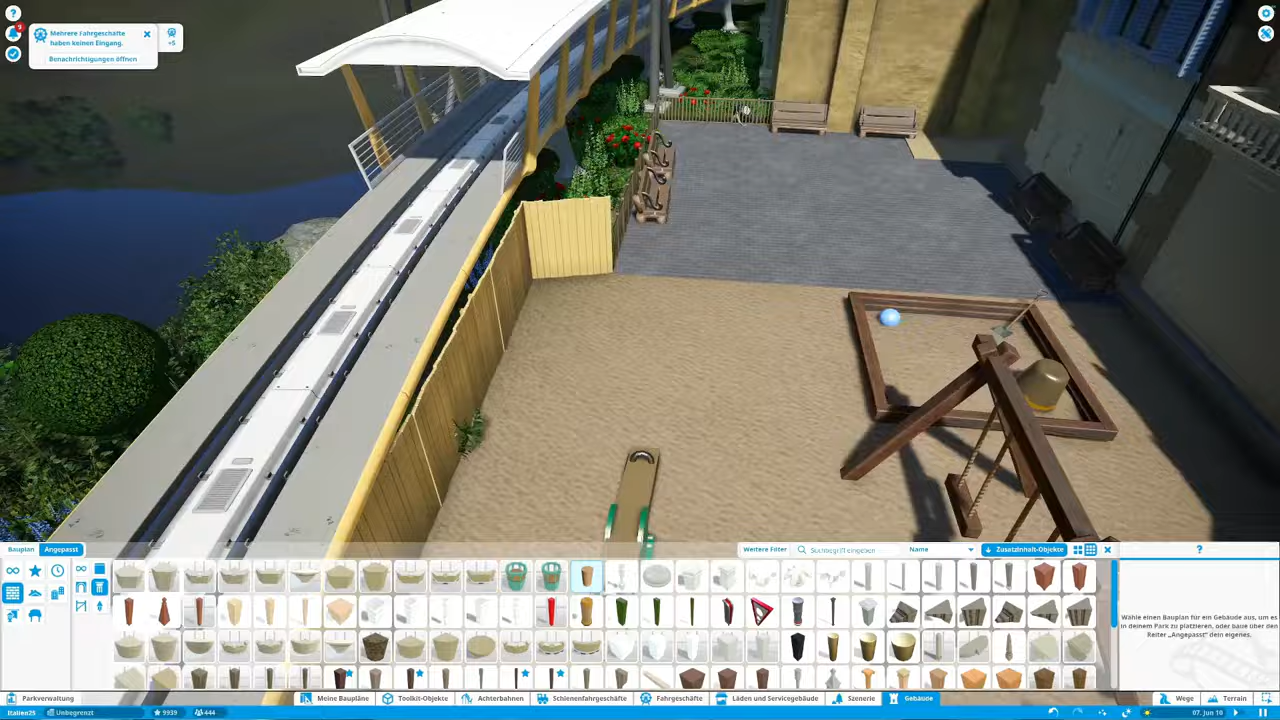 Mehrere Fahrgeschäfte
haben keinen Eingang.
Benachrichtigungen öffnen
+5
9
?
Bauplan
Angepasst
Weitere Filter
Suchbegriff eingeben
Name
Zusatzinhalt-Objekte
?
Wähle einen Bauplan für ein Gebäude aus, um es
in deinem Park zu platzieren, oder baue über den
Reiter „Angepasst“ dein eigenes.
Parkverwaltung
Meine Baupläne
Toolkit-Objekte
Achterbahnen
Schienenfahrgeschäfte
Fahrgeschäfte
Läden und Servicegebäude
Szenerie
Gebäude
Wege
Terrain
Italien25
Unbegrenzt
9939
444
07. Jun 10